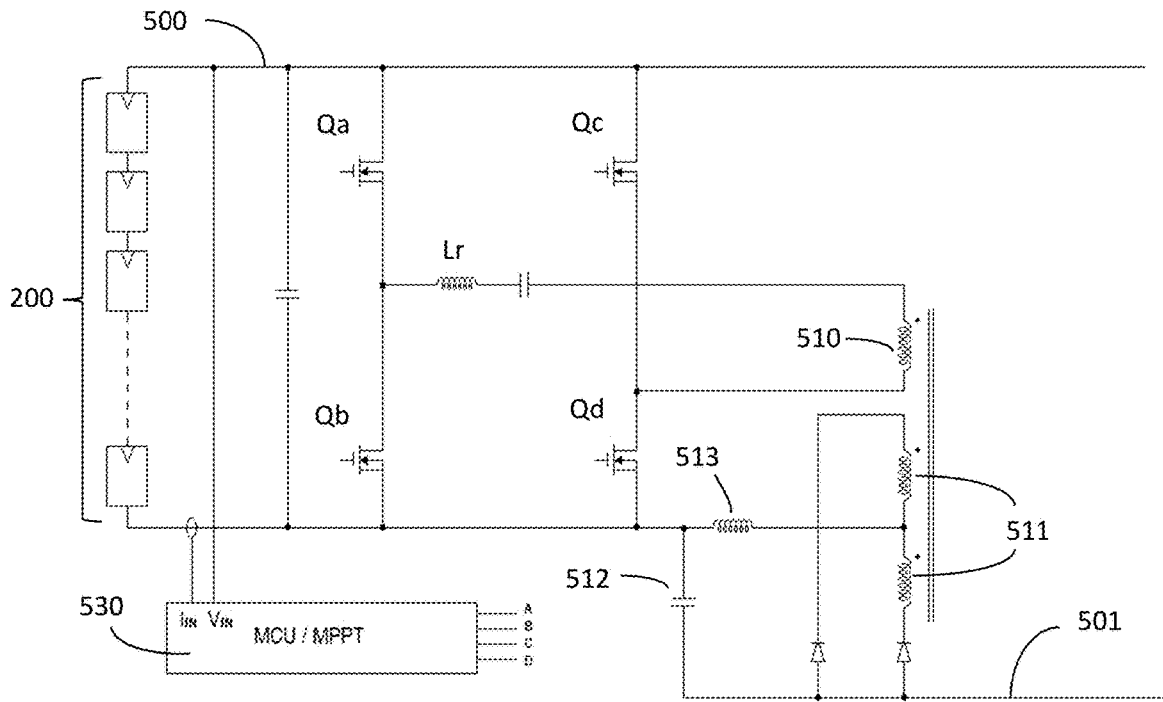 500
Qa
Qc
Lr
200
510
Qb
Qd
513
511
512
530
IIN VIN
MCU / MPPT
A
B
C
D
501